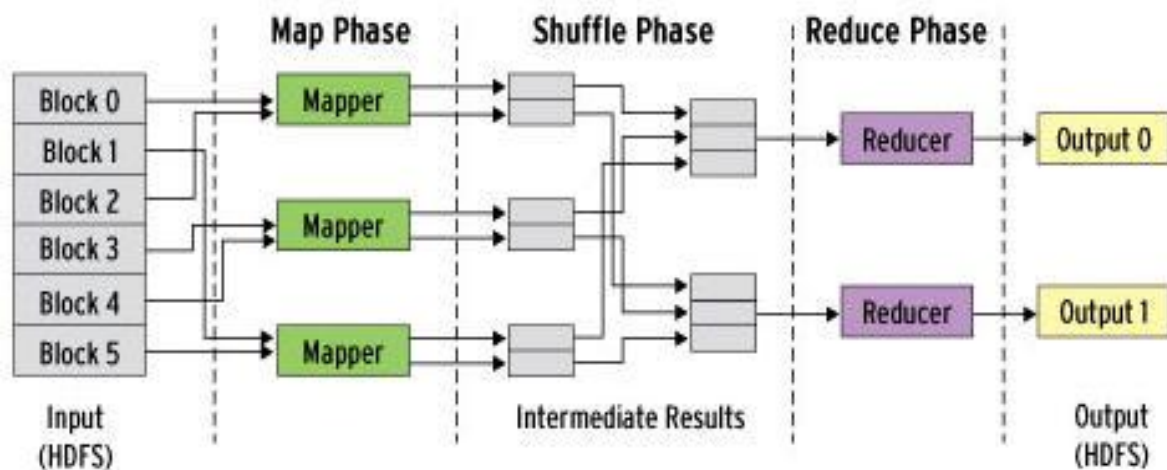 Map Phase
Shuffle Phase
Reduce Phase
Block 0
Block 1
Block 2
Block 3
Block 4
Block 5
Mapper
Mapper
Mapper
Reducer
Reducer
Output 0
Output 1
Input
(HDFS)
Intermediate Results
Output
(HDFS)